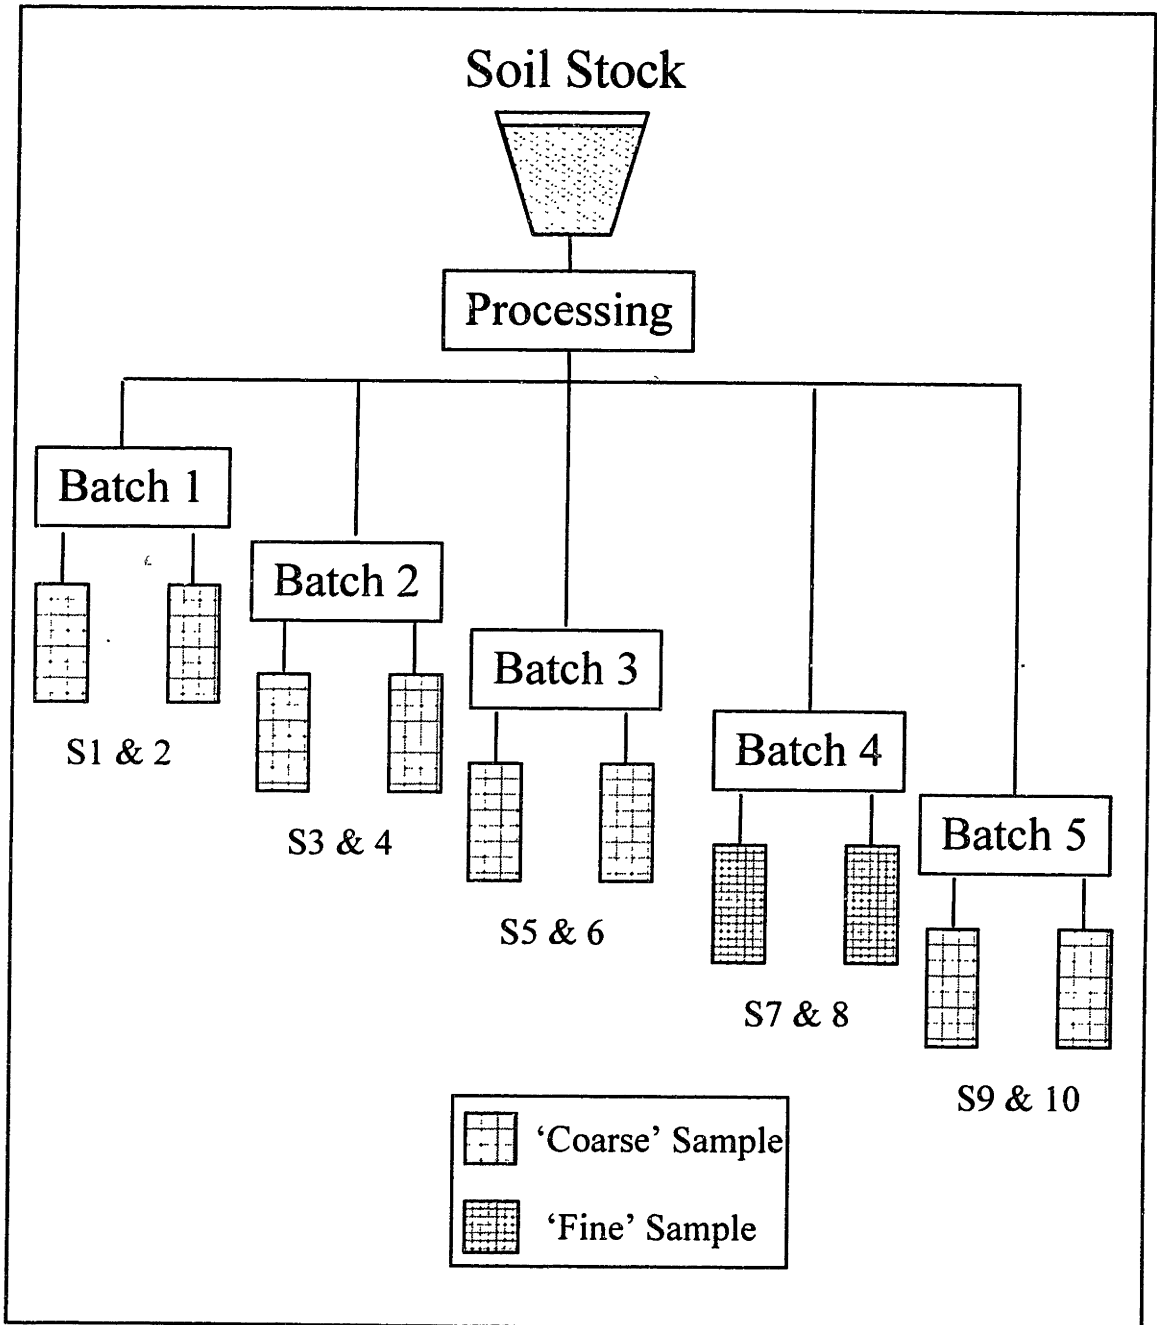 Soil Stock
Processing
Batch 1
S1 & 2
Batch 2
S3 & 4
Batch 3
S5 & 6
Batch 4
S7 & 8
Batch 5
S9 & 10
‘Coarse’ Sample
‘Fine’ Sample